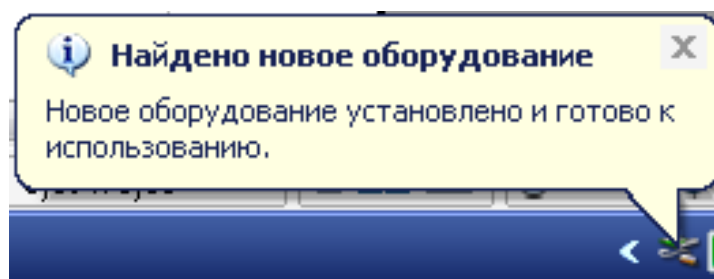 Найдено новое оборудование
Новое оборудование установлено и готово к
использованию.